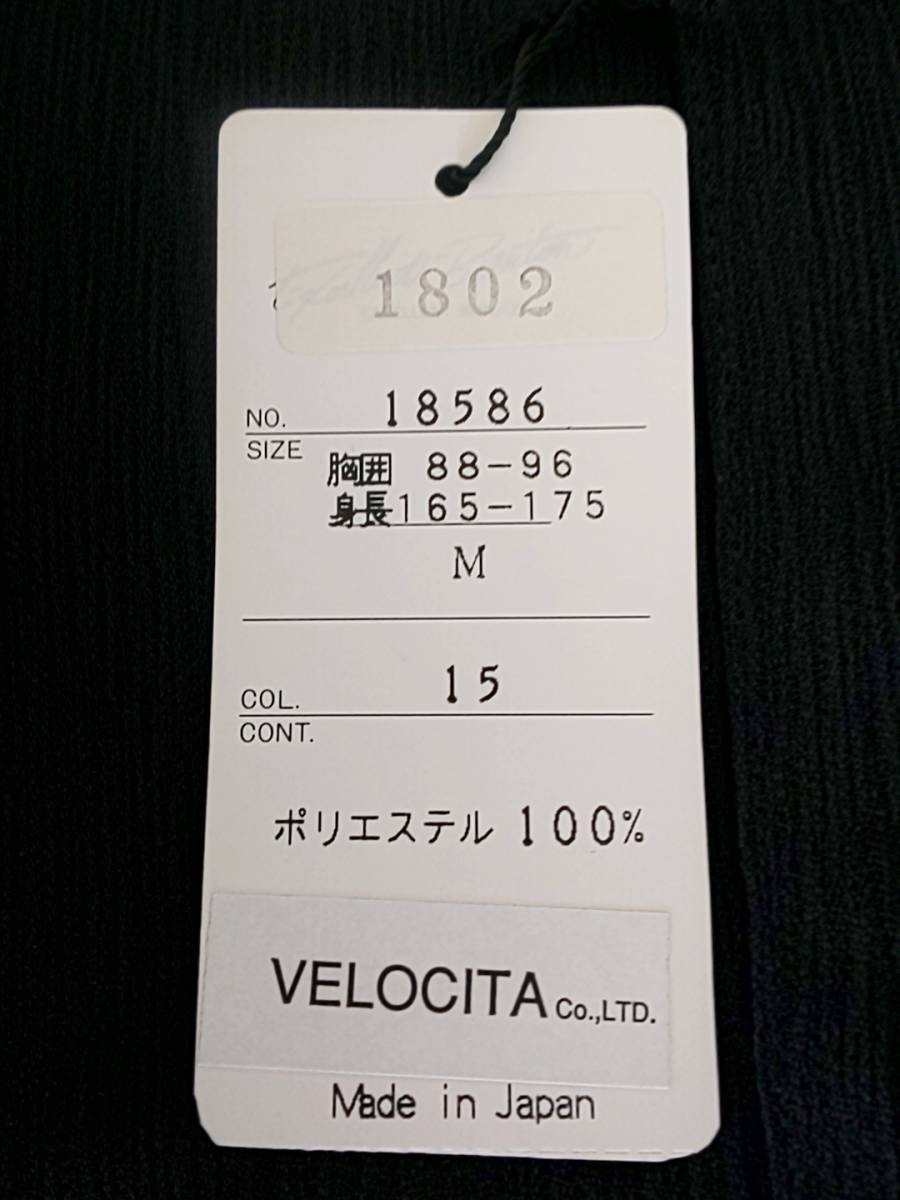 1802
NO. 18586
SIZE 胸囲 88-96
身長165-175
M
COL. 15
CONT.
ポリエステル 100%
VELOCITA Co.,LTD.
Made in Japan